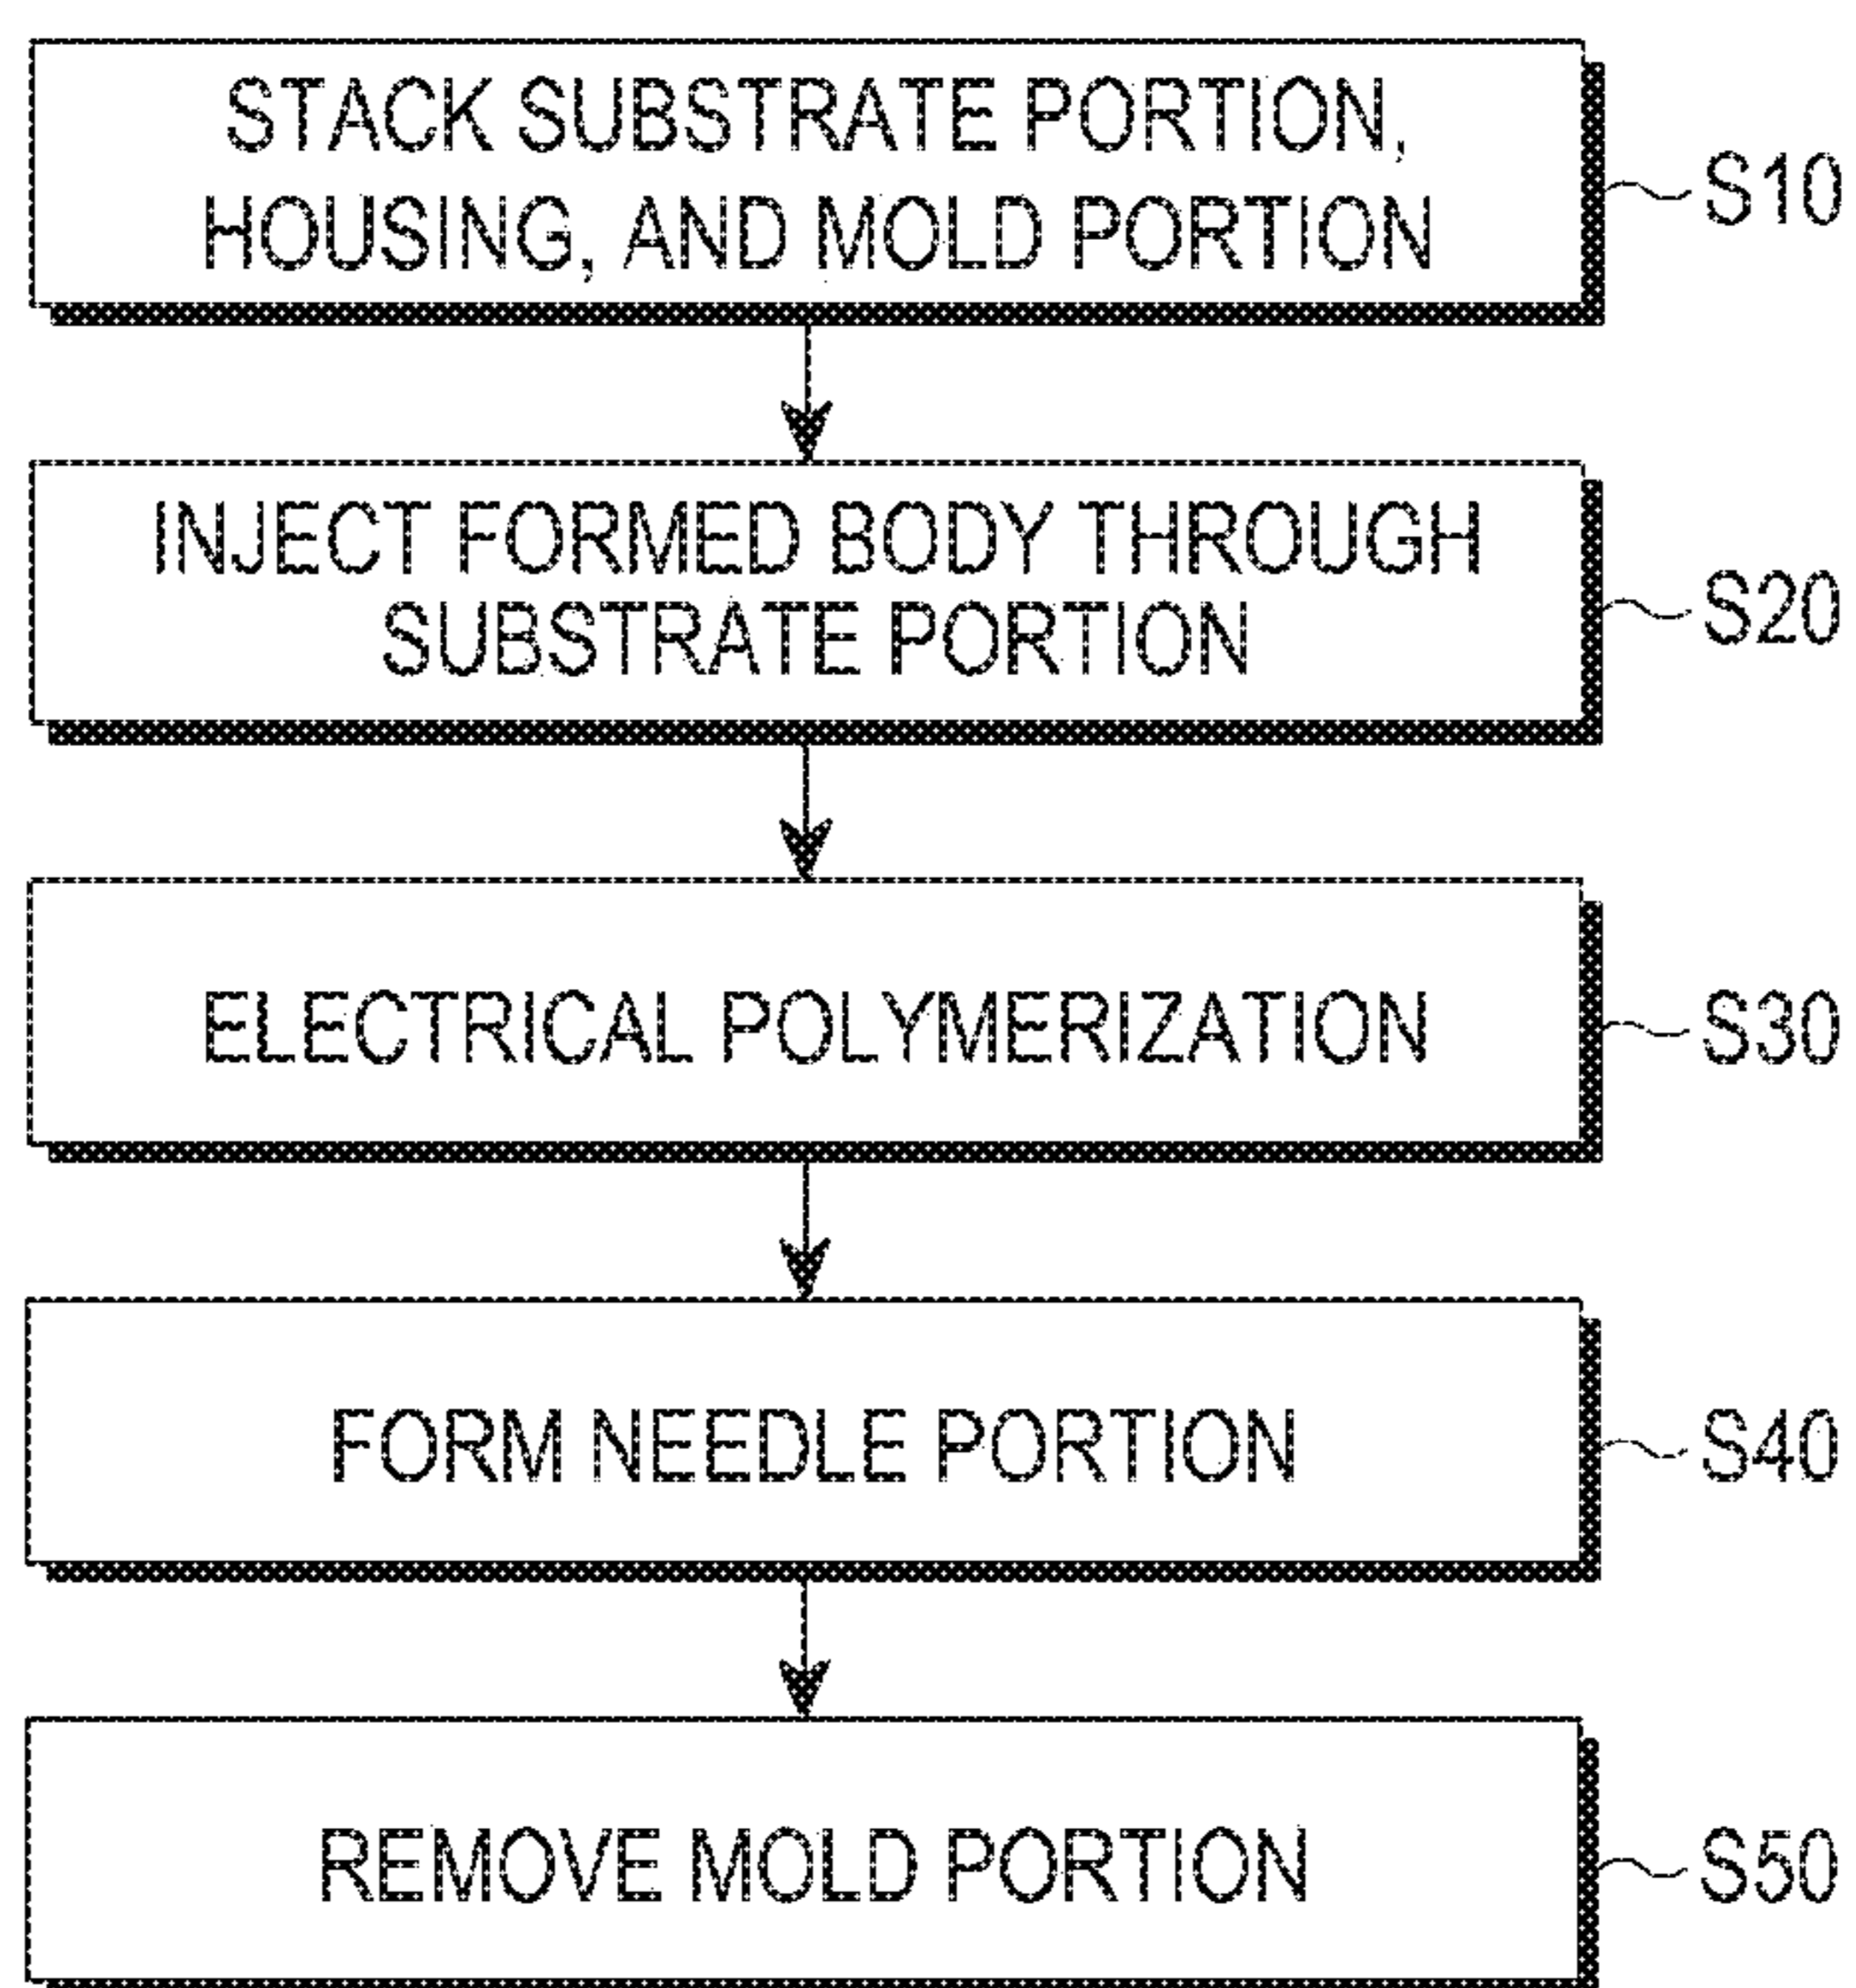 STACK SUBSTRATE PORTION,
HOUSING, AND MOLD PORTION
S10
INJECT FORMED BODY THROUGH
SUBSTRATE PORTION
S20
ELECTRICAL POLYMERIZATION
S30
FORM NEEDLE PORTION
S40
REMOVE MOLD PORTION
S50